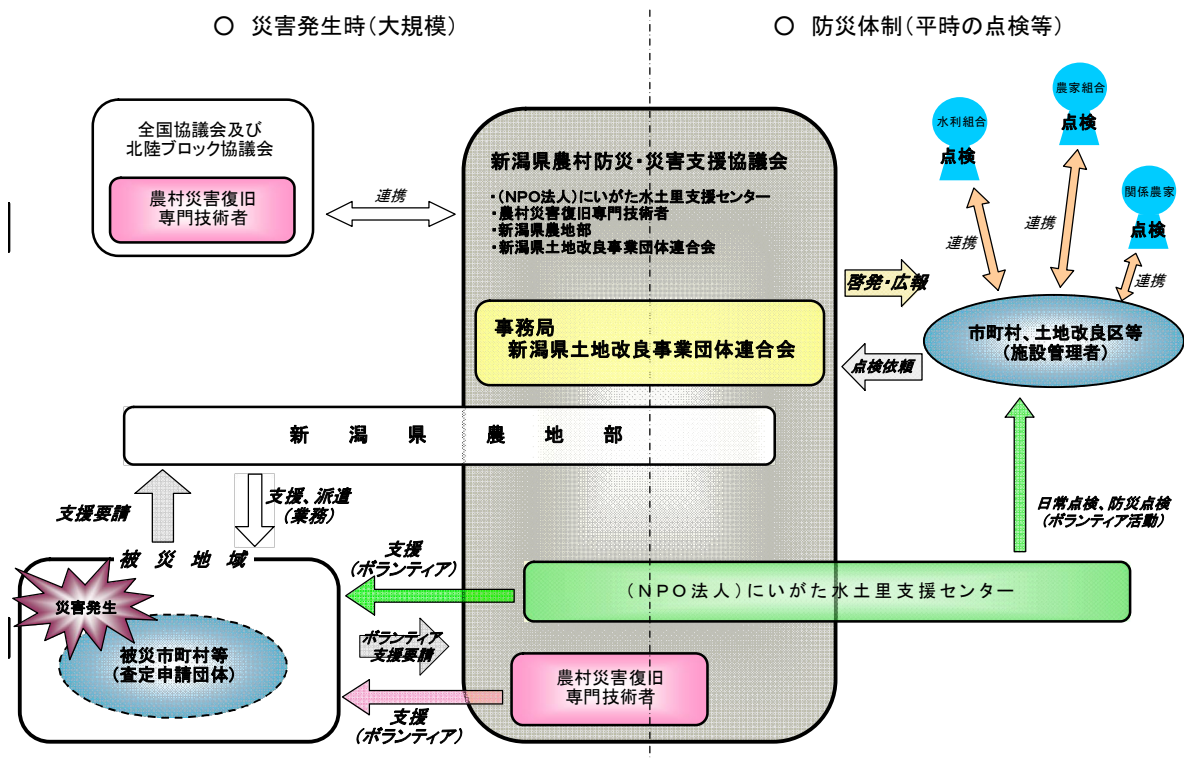 ○ 災害発生時(大規模)
○ 防災体制(平時の点検等)
全国協議会及び
北陸ブロック協議会
農村災害復旧
専門技術者
連携
新潟県農村防災・災害支援協議会
・(NPO法人)にいがた水土里支援センター
・農村災害復旧専門技術者
・新潟県農地部
・新潟県土地改良事業団体連合会
事務局
新潟県土地改良事業団体連合会
農家組合
点検
水利組合
点検
関係農家
点検
連携
連携
連携
啓発・広報
市町村、土地改良区等
(施設管理者)
点検依頼
新潟県農地部
支援要請
支援、派遣
(業務)
日常点検、防災点検
(ボランティア活動)
被災地域
災害発生
被災市町村等
(査定申請団体)
支援
(ボランティア)
(NPO法人)にいがた水土里支援センター
ボランティア
支援要請
農村災害復旧
専門技術者
支援
(ボランティア)